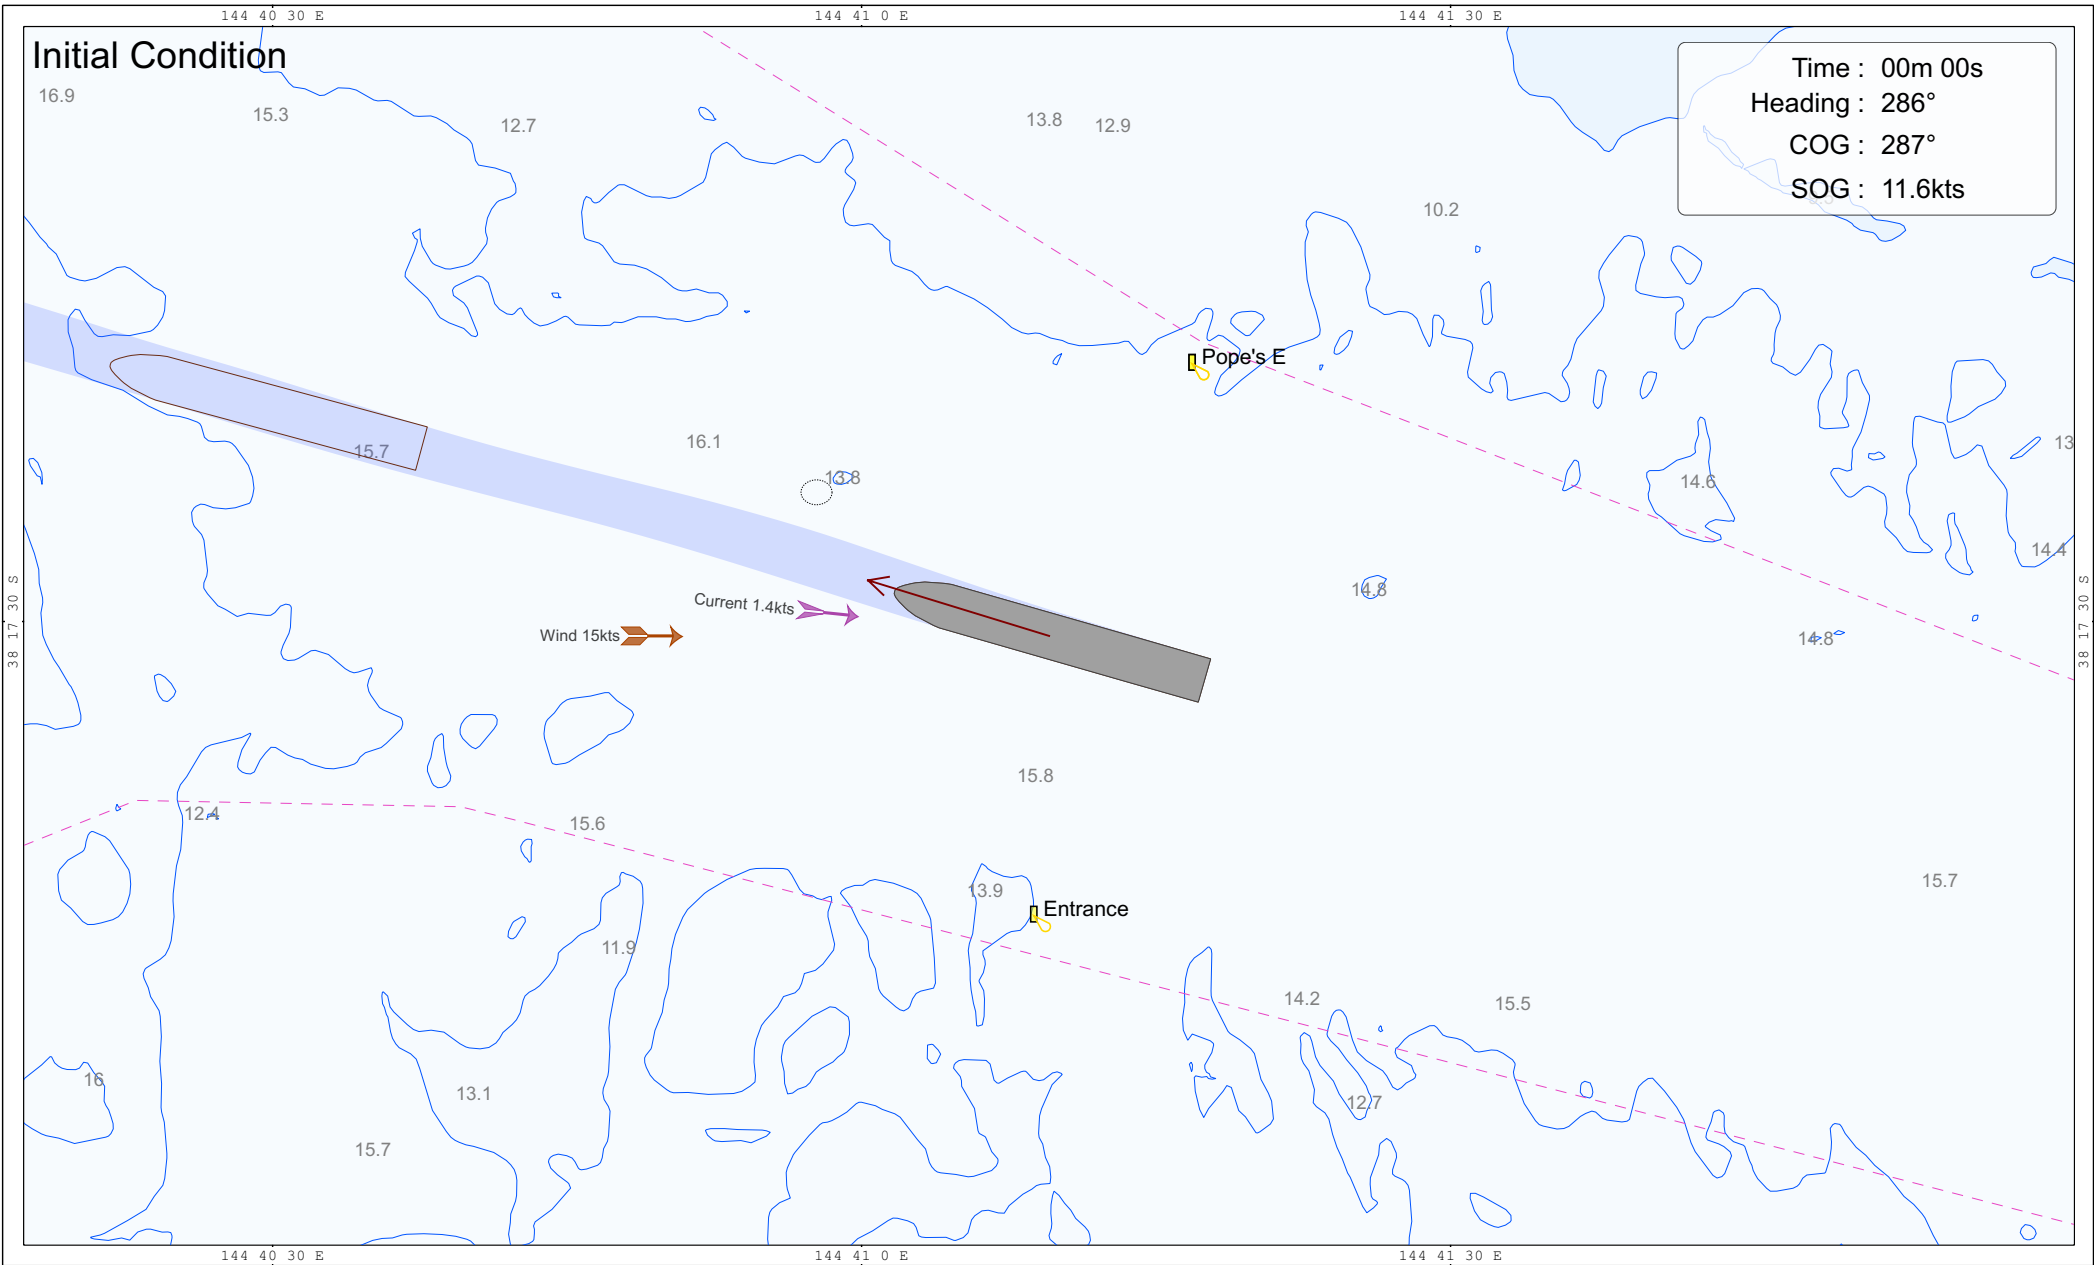 144 40 30 E
144 41 0 E
144 41 30 E
Initial Condition
Time : 00m 00s
Heading : 286°
COG : 287°
SOG : 11.6kts
16.9
15.3
12.7
13.8
12.9
10.2
Pope's E
15.7
16.1
13.8
14.6
13
14.4
14.8
14.8
Current 1.4kts
Wind 15kts
38 17 30 S
38 17 30 S
15.8
12.4
15.6
13.9
Entrance
15.7
11.9
14.2
15.5
16
13.1
12.7
15.7
144 40 30 E
144 41 0 E
144 41 30 E